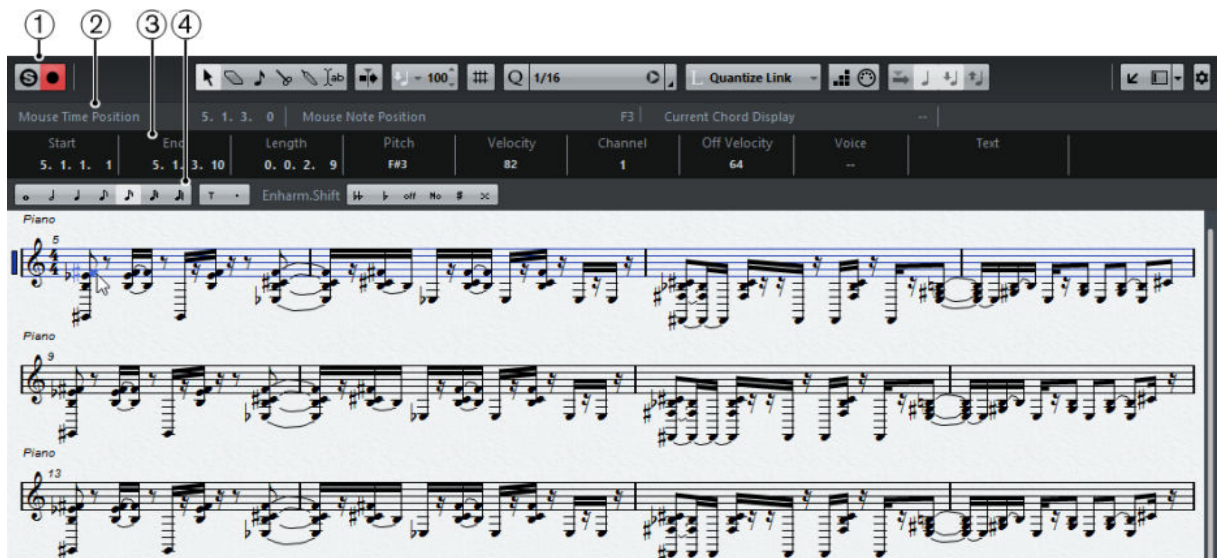 1 2 3 4
S ab 100 Q 1/16 L Quantize Link
Mouse Time Position 5. 1. 3. 0 Mouse Note Position F3 Current Chord Display --
Start End Length Pitch Velocity Channel Off Velocity Voice Text
5. 1. 1. 1 5. 1. 3. 10 0. 0. 2. 9 F#3 82 1 64 --
T . Enharm.Shift off No
Piano
5
4
4
Piano
9
Piano
13